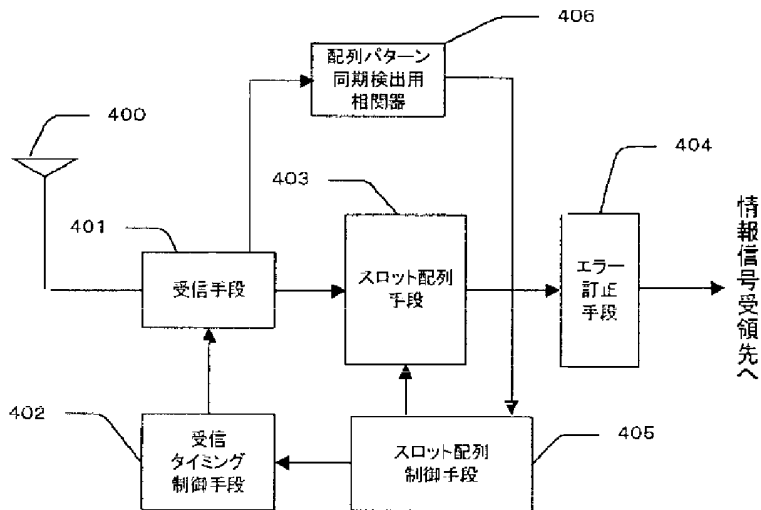 406
配列パターン
同期検出用
相関器
400
403
404
401
受信手段
スロット配列
手段
エラー
訂正
手段
情報信号受領先へ
402
受信
タイミング
制御手段
スロット配列
制御手段
405